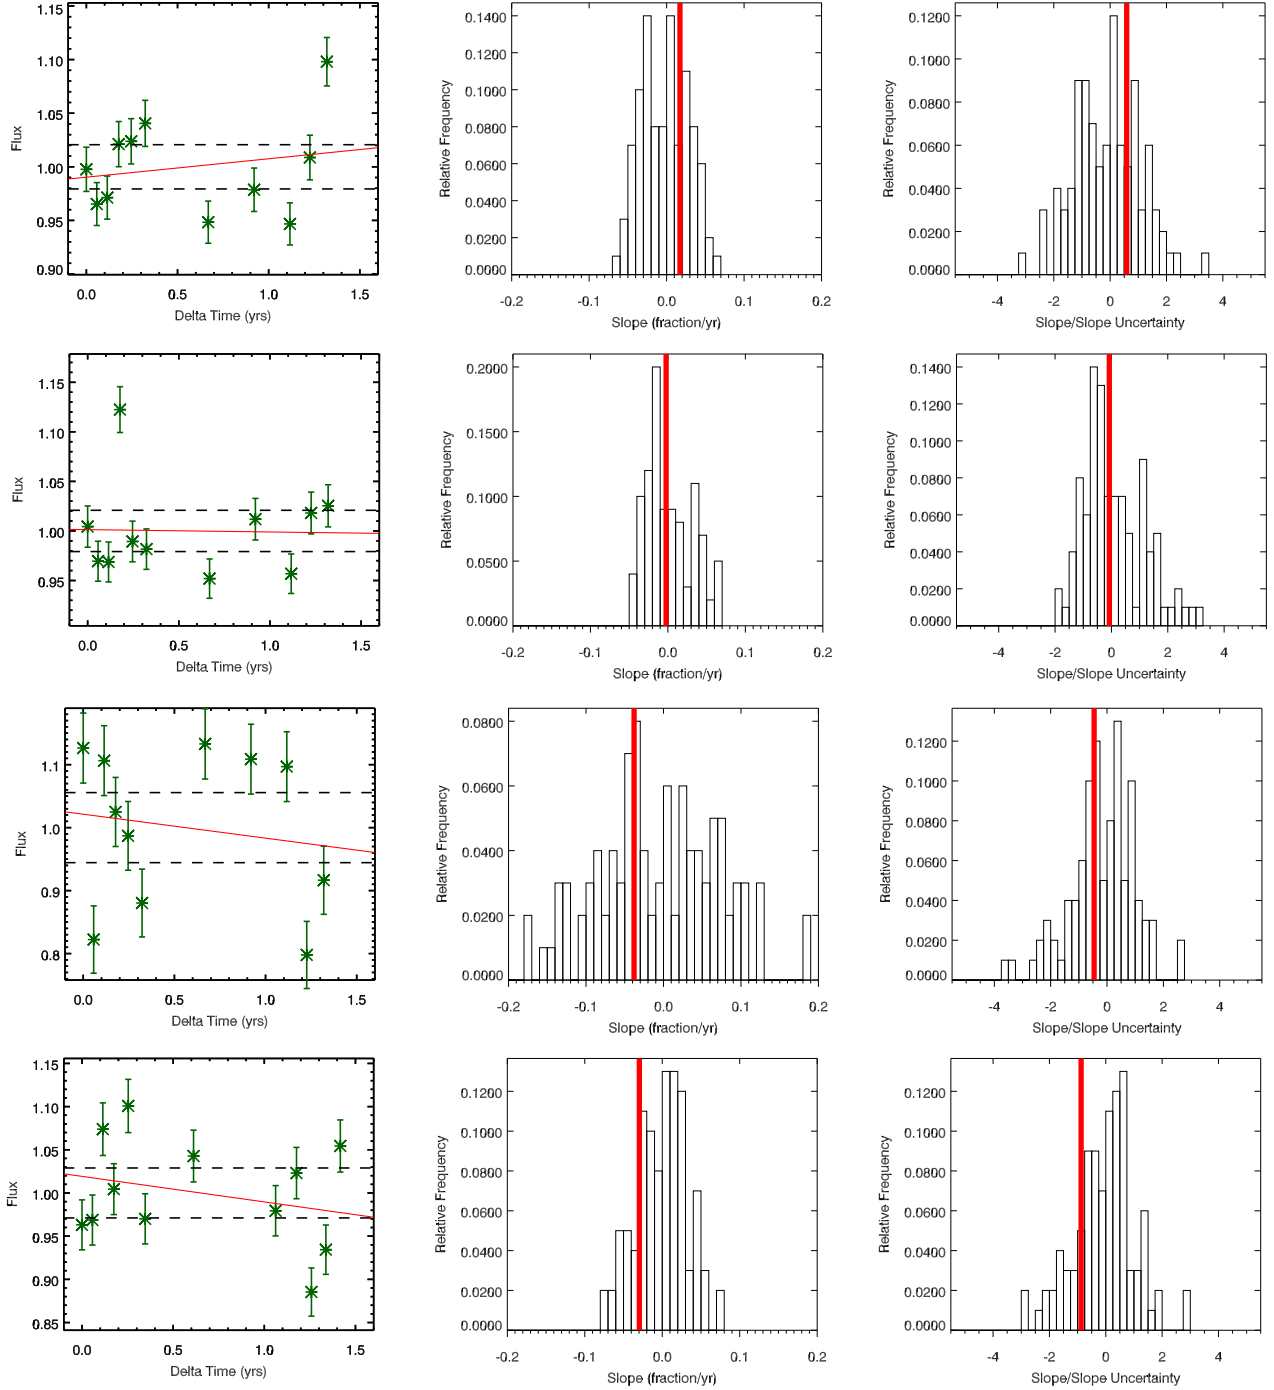 1.15
1.10
1.05
1.00
0.95
0.90
Flux
0.0 0.5 1.0 1.5
Delta Time (yrs)
0.1400
0.1200
0.1000
0.0800
0.0600
0.0400
0.0200
0.0000
Relative Frequency
-0.2 -0.1 0.0 0.1 0.2
Slope (fraction/yr)
0.1200
0.1000
0.0800
0.0600
0.0400
0.0200
0.0000
Relative Frequency
-4 -2 0 2 4
Slope/Slope Uncertainty
1.15
1.10
1.05
1.00
0.95
Flux
0.0 0.5 1.0 1.5
Delta Time (yrs)
0.2000
0.1500
0.1000
0.0500
0.0000
Relative Frequency
-0.2 -0.1 0.0 0.1 0.2
Slope (fraction/yr)
0.1400
0.1200
0.1000
0.0800
0.0600
0.0400
0.0200
0.0000
Relative Frequency
-4 -2 0 2 4
Slope/Slope Uncertainty
1.1
1.0
0.9
0.8
Flux
0.0 0.5 1.0 1.5
Delta Time (yrs)
0.0800
0.0600
0.0400
0.0200
0.0000
Relative Frequency
-0.2 -0.1 0.0 0.1 0.2
Slope (fraction/yr)
0.1200
0.1000
0.0800
0.0600
0.0400
0.0200
0.0000
Relative Frequency
-4 -2 0 2 4
Slope/Slope Uncertainty
1.15
1.10
1.05
1.00
0.95
0.90
0.85
Flux
0.0 0.5 1.0 1.5
Delta Time (yrs)
0.1200
0.1000
0.0800
0.0600
0.0400
0.0200
0.0000
Relative Frequency
-0.2 -0.1 0.0 0.1 0.2
Slope (fraction/yr)
0.1200
0.1000
0.0800
0.0600
0.0400
0.0200
0.0000
Relative Frequency
-4 -2 0 2 4
Slope/Slope Uncertainty